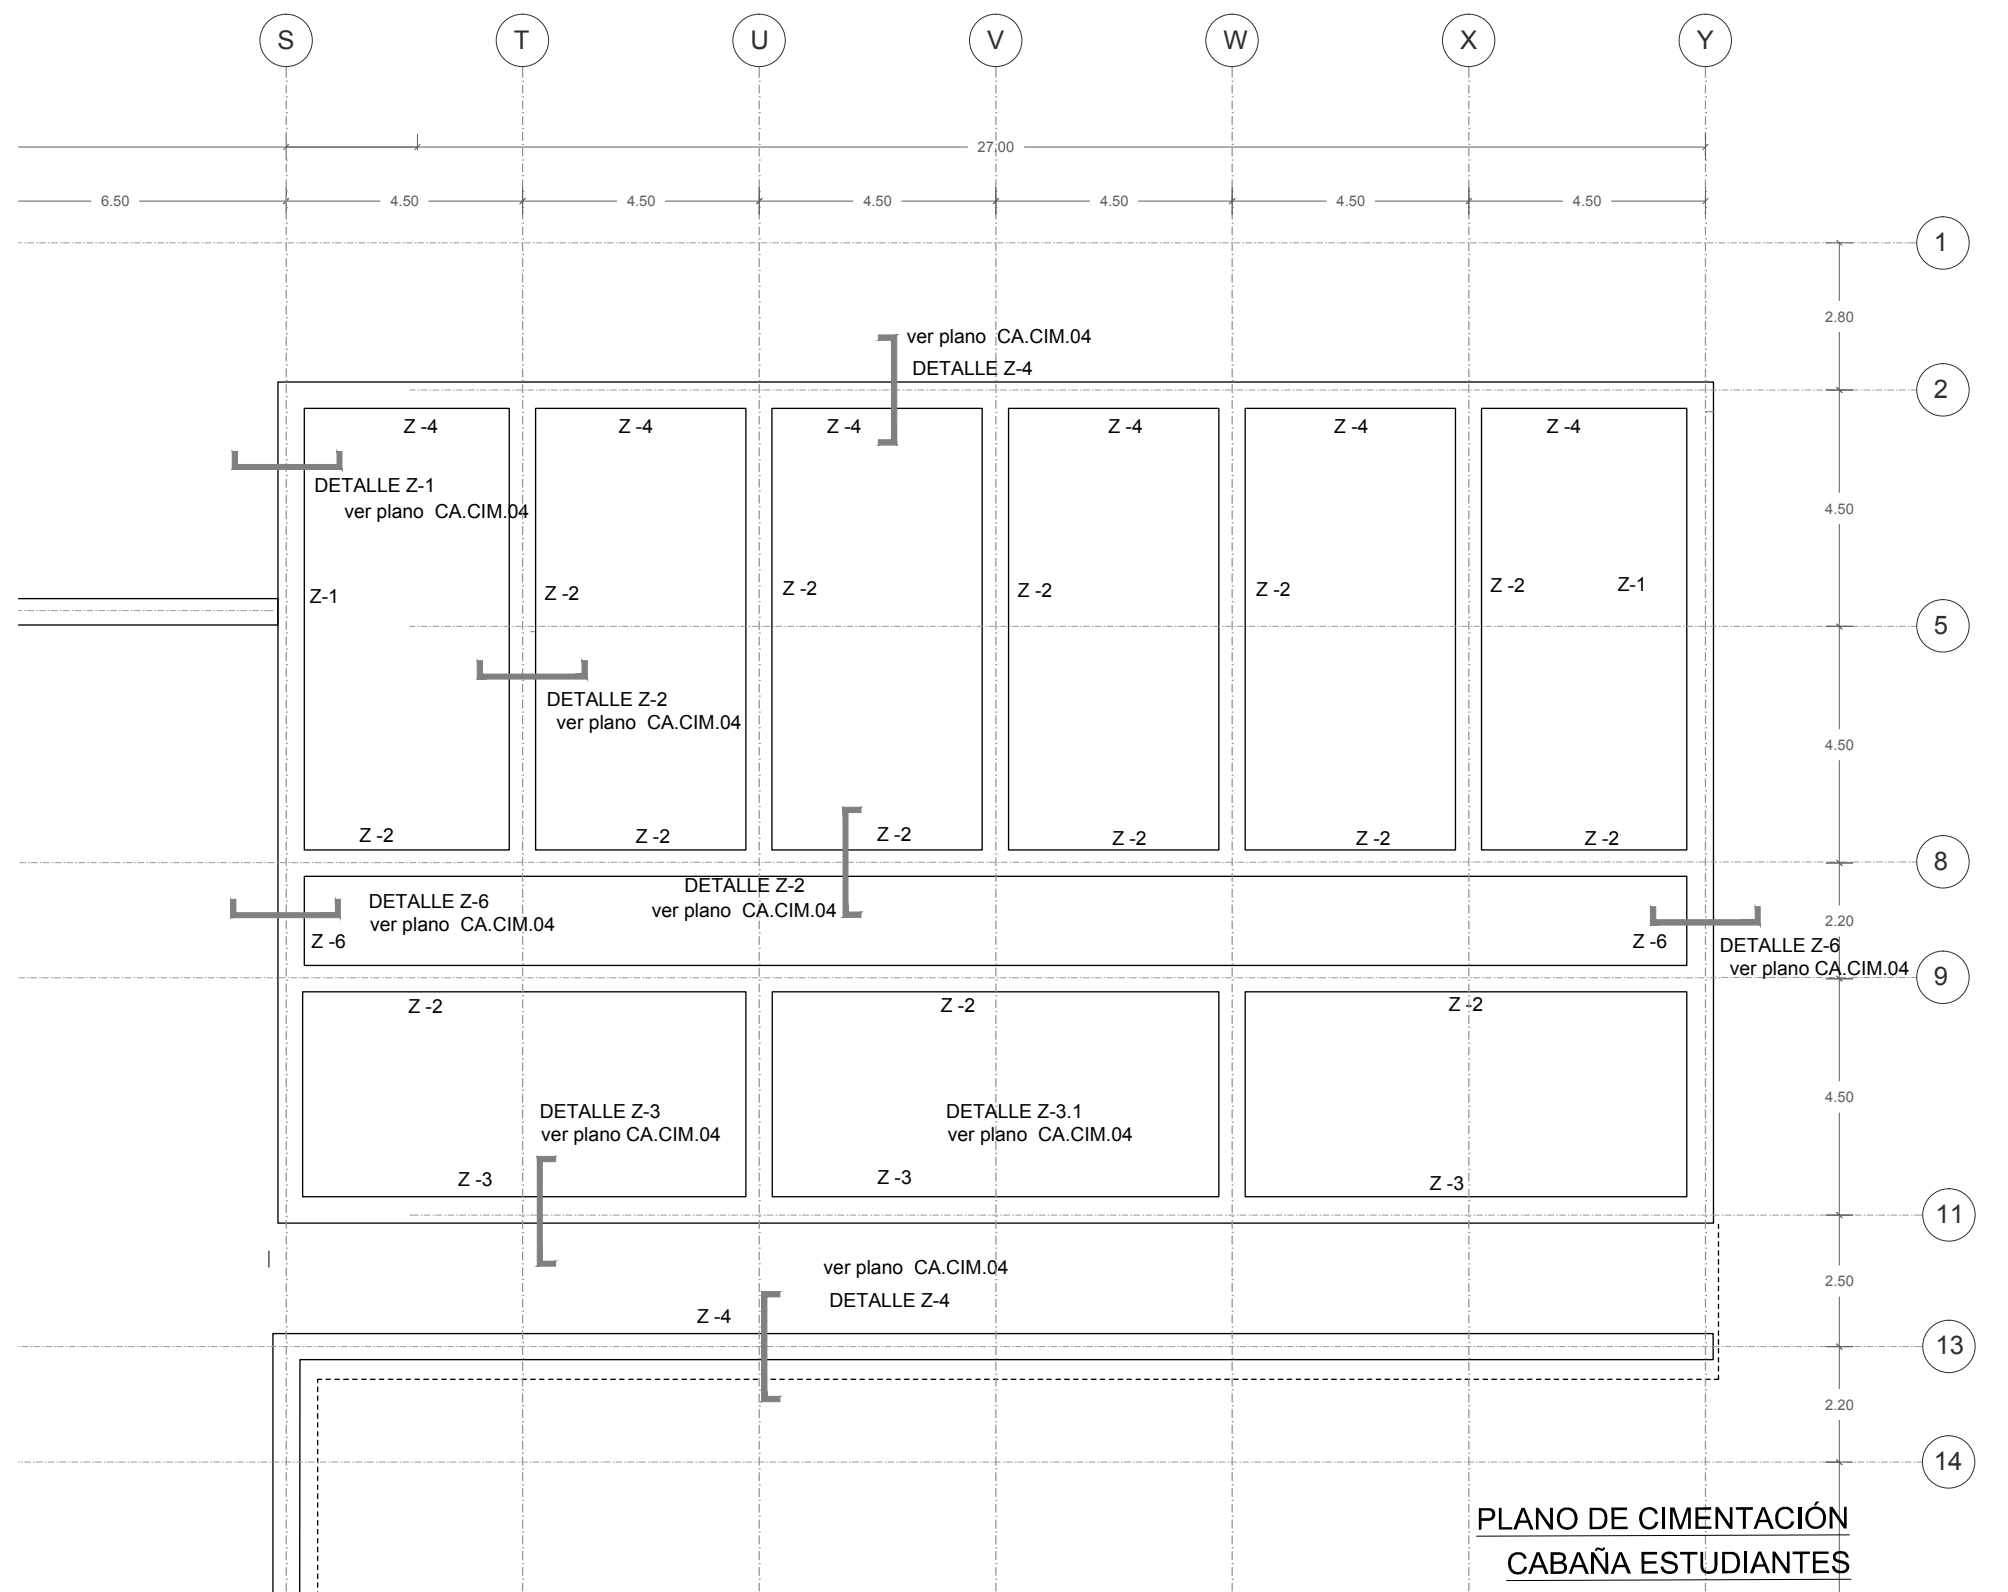 S T U V W X Y
27.00
6.50 4.50 4.50 4.50 4.50 4.50 4.50
1
2.80
ver plano CA.CIM.04
DETALLE Z-4
2
Z -4 Z -4 Z -4 Z -4 Z -4 Z -4
DETALLE Z-1
ver plano CA.CIM.04
4.50
Z-1 Z -2 Z -2 Z -2 Z -2 Z -2 Z-1
5
DETALLE Z-2
ver plano CA.CIM.04
4.50
Z -2 Z -2 Z -2 Z -2 Z -2 Z -2
8
DETALLE Z-2
ver plano CA.CIM.04
DETALLE Z-6
ver plano CA.CIM.04
2.20
Z -6 Z -6
DETALLE Z-6
ver plano CA.CIM.04
9
Z -2 Z -2 Z -2
4.50
DETALLE Z-3
ver plano CA.CIM.04
DETALLE Z-3.1
ver plano CA.CIM.04
Z -3 Z -3 Z -3
11
ver plano CA.CIM.04
DETALLE Z-4
2.50
Z -4
13
2.20
14
PLANO DE CIMENTACIÓN
CABAÑA ESTUDIANTES